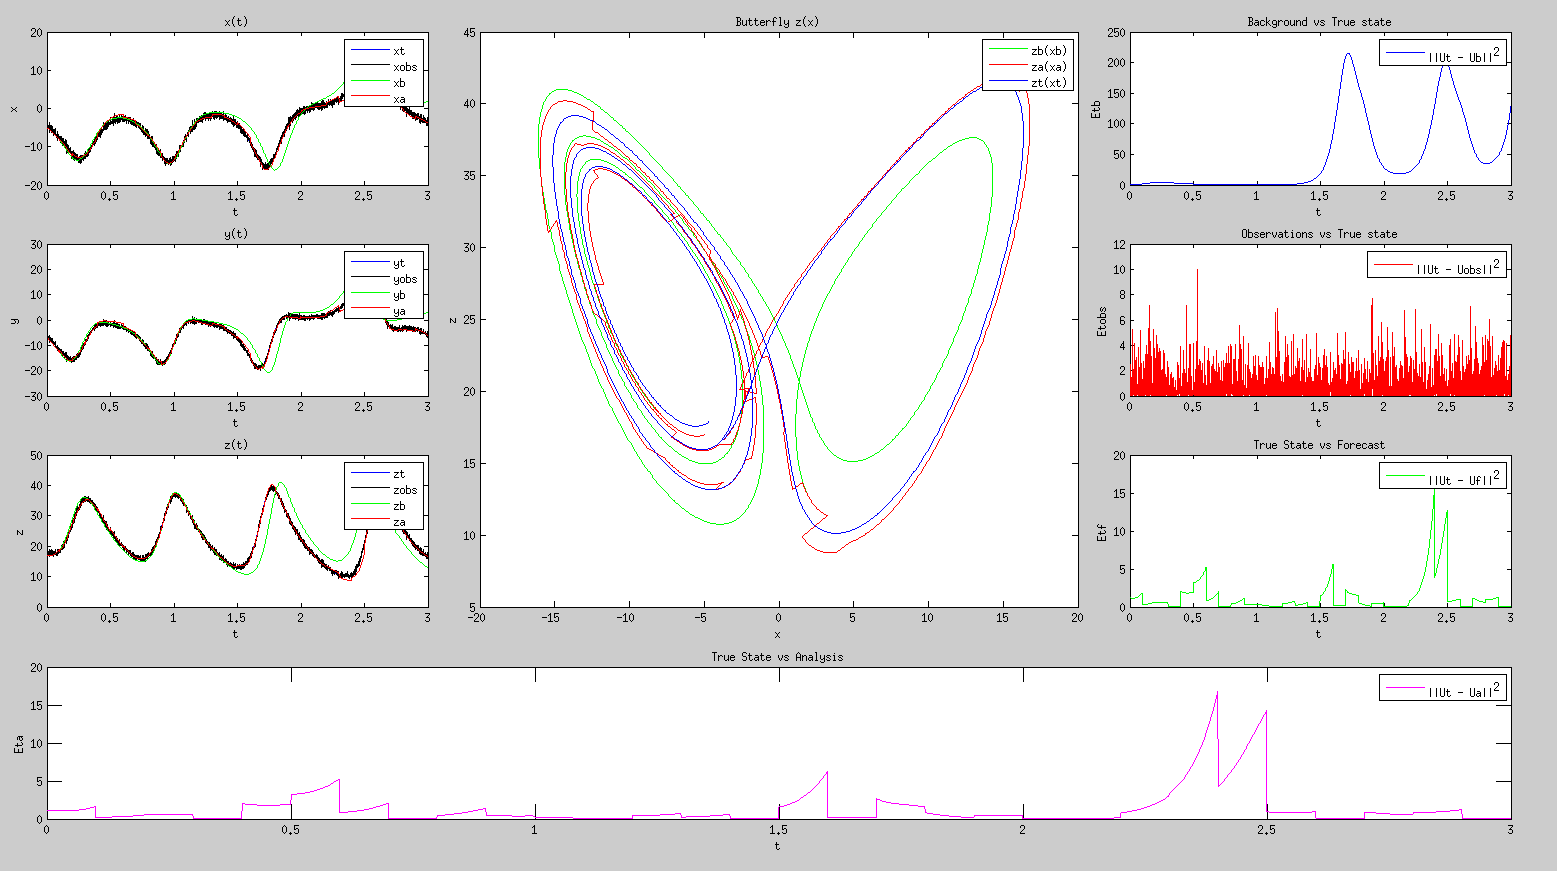 x(t)
20
10
0
-10
-20
x
xt
xobs
xb
xa
0 0.5 1 1.5 2 2.5 3
t
y(t)
30
20
10
0
-10
-20
-30
y
yt
yobs
yb
ya
0 0.5 1 1.5 2 2.5 3
t
z(t)
50
40
30
20
10
0
z
zt
zobs
zb
za
0 0.5 1 1.5 2 2.5 3
t
Butterfly z(x)
45
40
35
30
25
20
15
10
5
z
zb(xb)
za(xa)
zt(xt)
-20 -15 -10 -5 0 5 10 15 20
x
Background vs True state
250
200
150
100
50
0
Etb
||Ut - Ub||²
0 0.5 1 1.5 2 2.5 3
t
Observations vs True state
12
10
8
6
4
2
0
Etobs
||Ut - Uobs||²
0 0.5 1 1.5 2 2.5 3
t
True State vs Forecast
20
15
10
5
0
Etf
||Ut - Uf||²
0 0.5 1 1.5 2 2.5 3
t
True State vs Analysis
20
15
10
5
0
Eta
||Ut - Ua||²
0 0.5 1 1.5 2 2.5 3
t